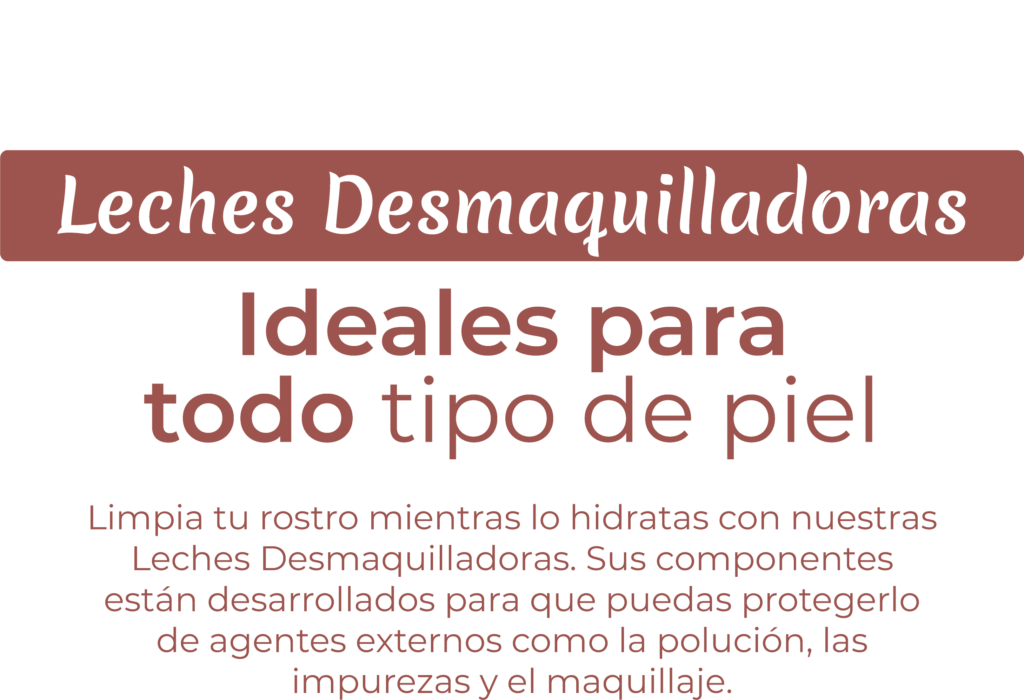 Leches Desmaquilladoras
Ideales para
todo tipo de piel
Limpia tu rostro mientras lo hidratas con nuestras
Leches Desmaquilladoras. Sus componentes
están desarrollados para que puedas protegerlo
de agentes externos como la polución, las
impurezas y el maquillaje.